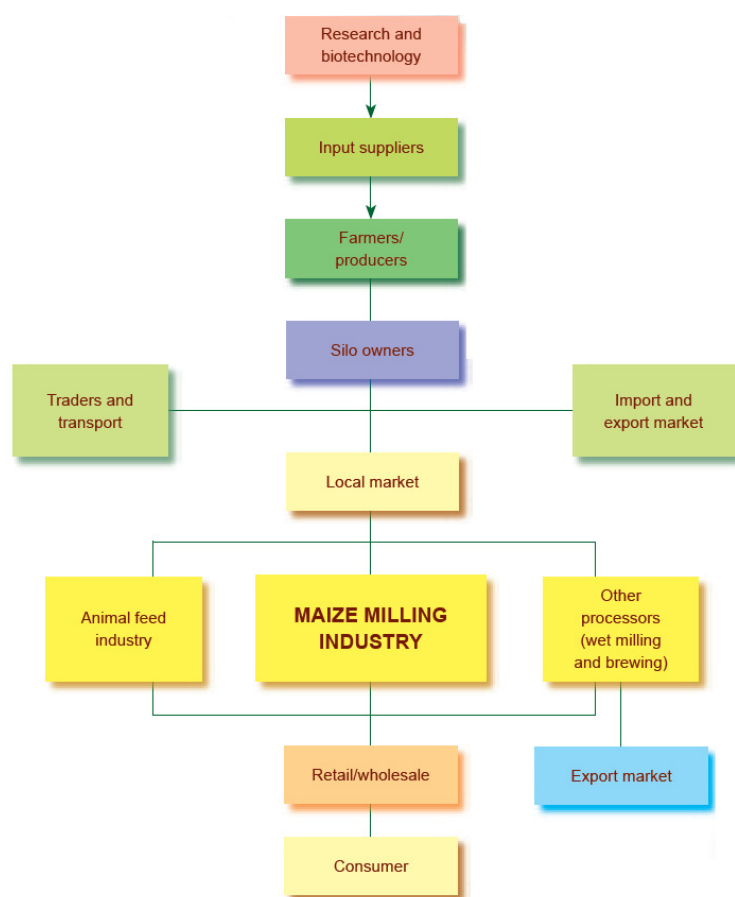 Research and
biotechnology
Input suppliers
Farmers/
producers
Silo owners
Traders and
transport
Import and
export market
Local market
Animal feed
industry
MAIZE MILLING
INDUSTRY
Other
processors
(wet milling
and brewing)
Retail/wholesale
Export market
Consumer